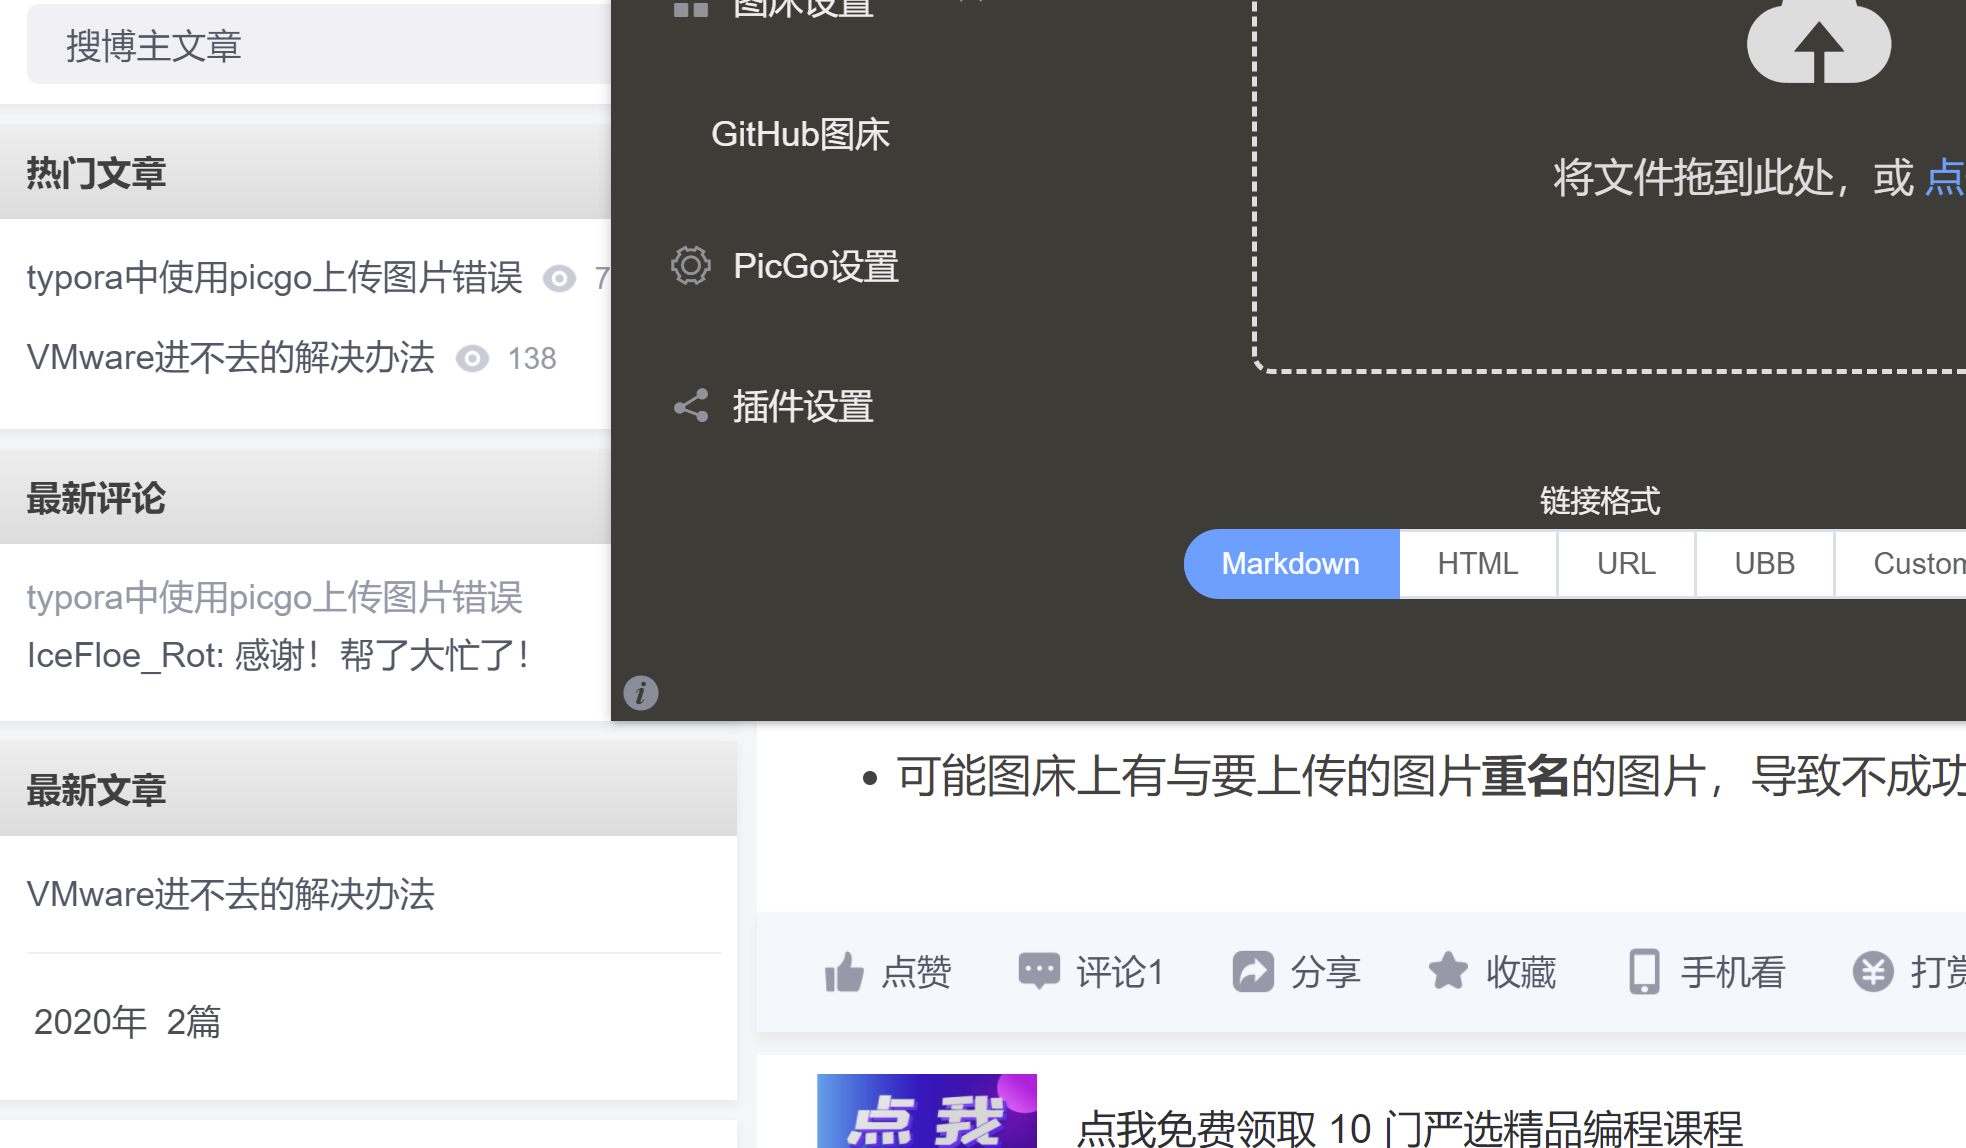 搜博主文章
热门文章
typora中使用picgo上传图片错误 7
VMware进不去的解决办法 138
最新评论
typora中使用picgo上传图片错误
IceFloe_Rot: 感谢！帮了大忙了！
最新文章
VMware进不去的解决办法
2020年 2篇
图床设置
GitHub图床
PicGo设置
插件设置
将文件拖到此处，或 点
链接格式
Markdown HTML URL UBB Custom
可能图床上有与要上传的图片重名的图片，导致不成功
点赞 评论1 分享 收藏 手机看 打赏
点我
点我免费领取 10 门严选精品编程课程